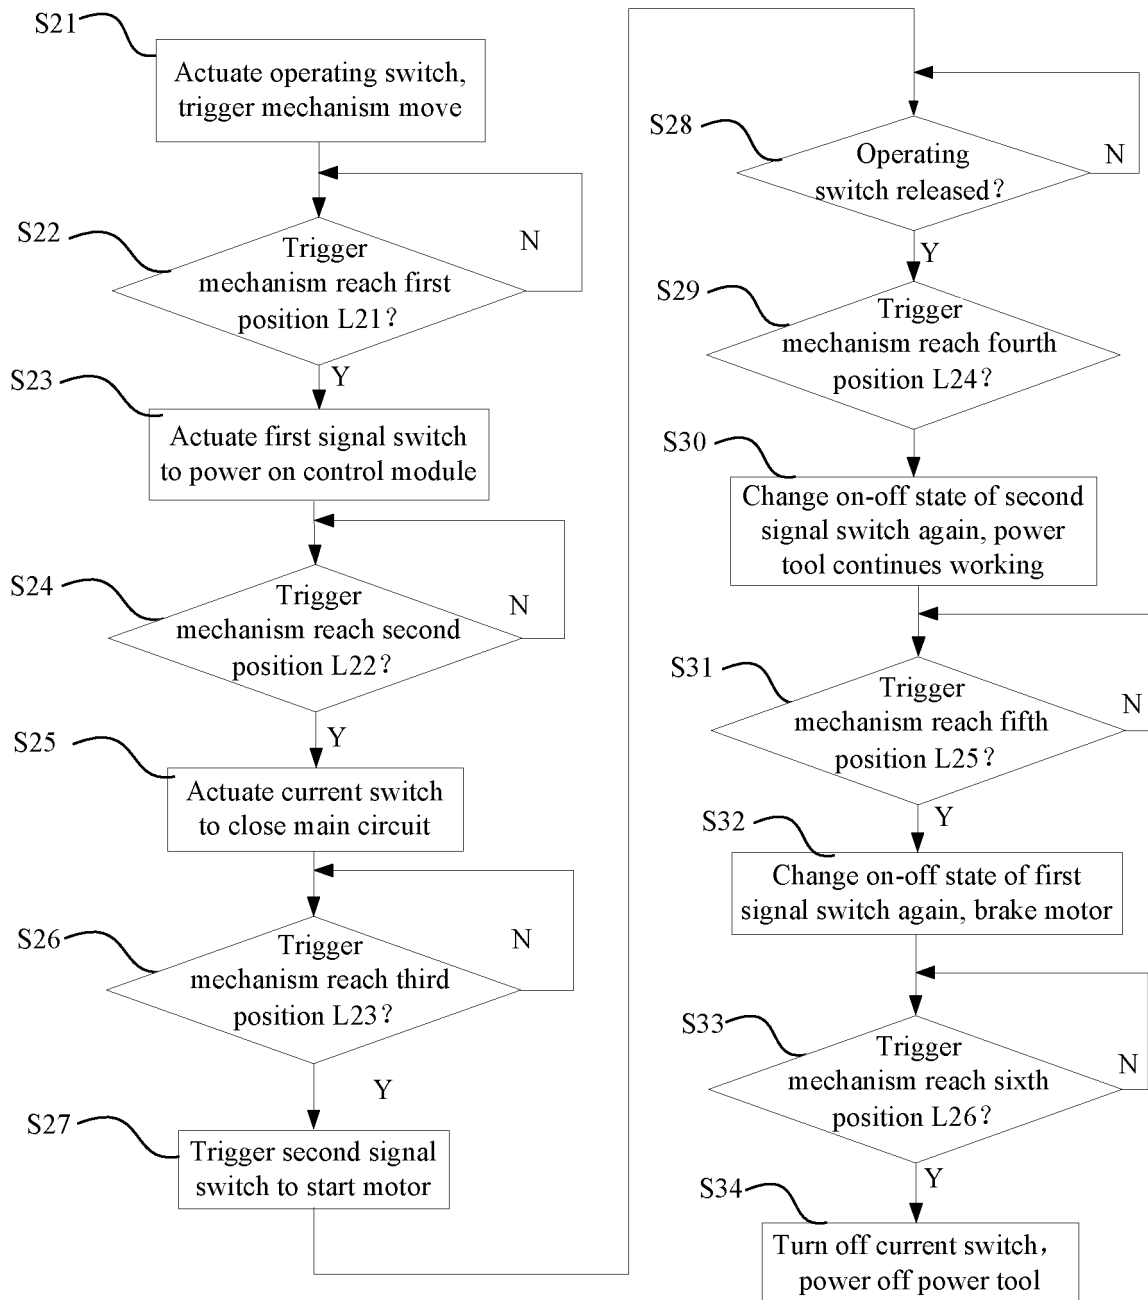 S21
Actuate operating switch,
trigger mechanism move
S22
Trigger
mechanism reach first
position L21?
N
Y
S23
Actuate first signal switch
to power on control module
S24
Trigger
mechanism reach second
position L22?
N
Y
S25
Actuate current switch
to close main circuit
S26
Trigger
mechanism reach third
position L23?
N
Y
S27
Trigger second signal
switch to start motor
S28
Operating
switch released?
N
Y
S29
Trigger
mechanism reach fourth
position L24?
S30
Change on-off state of second
signal switch again, power
tool continues working
S31
Trigger
mechanism reach fifth
position L25?
N
Y
S32
Change on-off state of first
signal switch again, brake motor
S33
Trigger
mechanism reach sixth
position L26?
N
Y
S34
Turn off current switch,
power off power tool